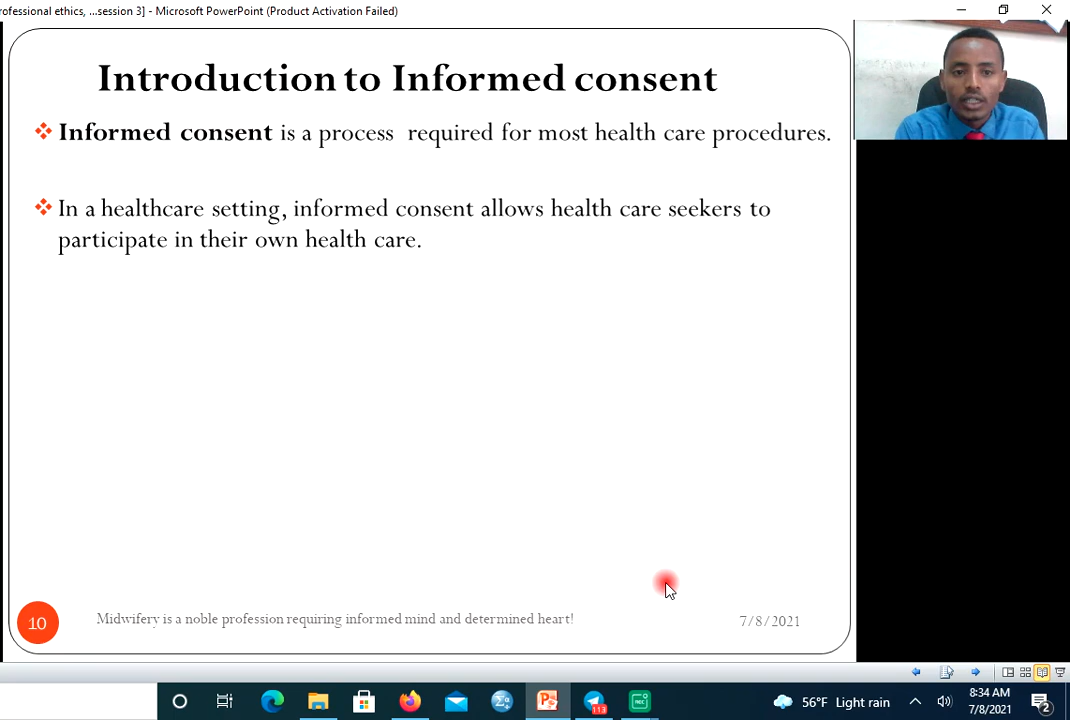 rofessional ethics, ...session 3] - Microsoft PowerPoint (Product Activation Failed)
Introduction to Informed consent
Informed consent is a process required for most health care procedures.
In a healthcare setting, informed consent allows health care seekers to
participate in their own health care.
10
Midwifery is a noble profession requiring informed mind and determined heart!
7/8/2021
113
REC
56°F Light rain
8:34 AM
7/8/2021
2